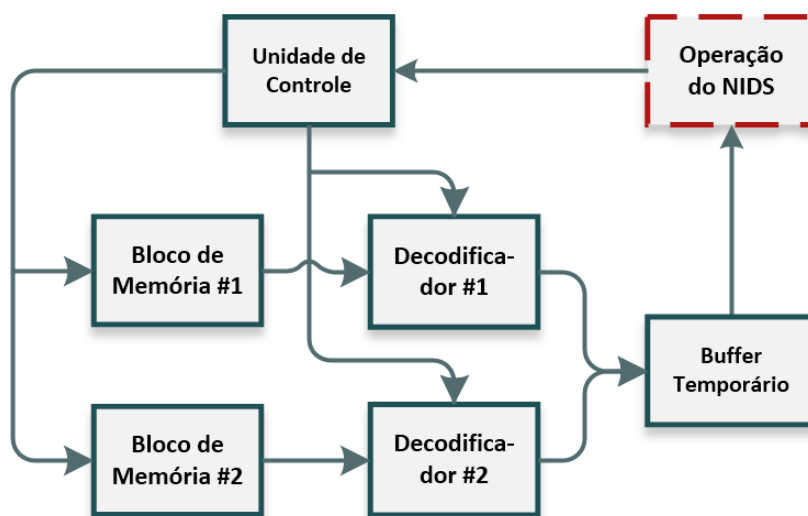 Unidade de
Controle
Operação
do NIDS
Bloco de
Memória #1
Decodifica-
dor #1
Buffer
Temporário
Bloco de
Memória #2
Decodifica-
dor #2